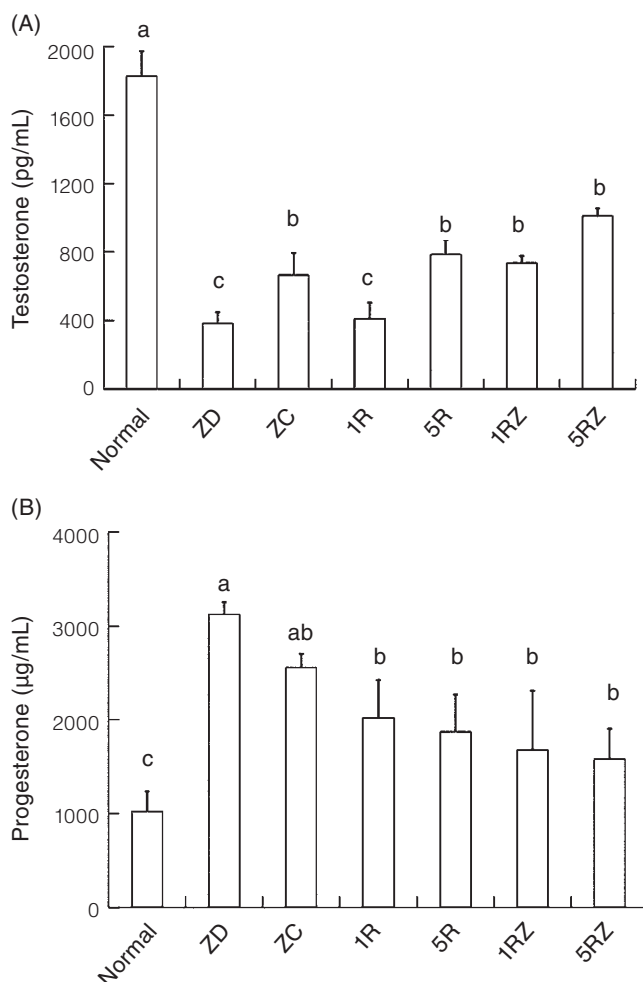 (A)
Testosterone (pg/mL)
2000
1600
1200
800
400
0
a
c
b
c
b
b
b
Normal
ZD
ZC
1R
5R
1RZ
5RZ
(B)
Progesterone (µg/mL)
4000
3000
2000
1000
0
c
a
ab
b
b
b
b
Normal
ZD
ZC
1R
5R
1RZ
5RZ